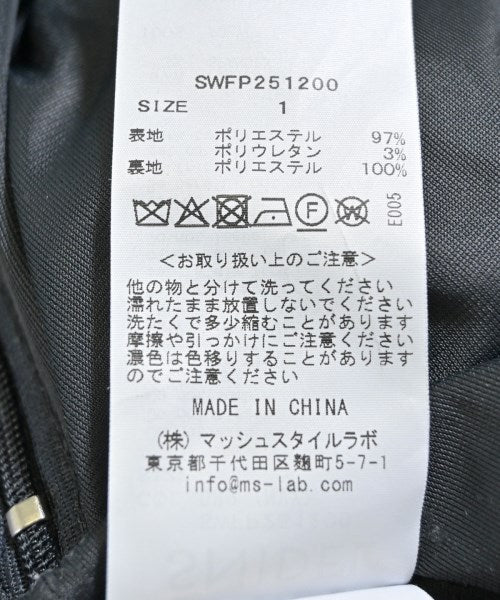 SWFP251200
SIZE 1
表地 ポリエステル 97%
ポリウレタン 3%
裏地 ポリエステル 100%
F W
E005
＜お取り扱い上のご注意＞
他の物と分けて洗ってください
濡れたまま放置しないでください
洗たくで多少縮むことがあります
摩擦や引っかけにご注意ください
濃色は色移りすることがあります
のでご注意ください
MADE IN CHINA
(株) マッシュスタイルラボ
東京都千代田区麹町5-7-1
info@ms-lab.com